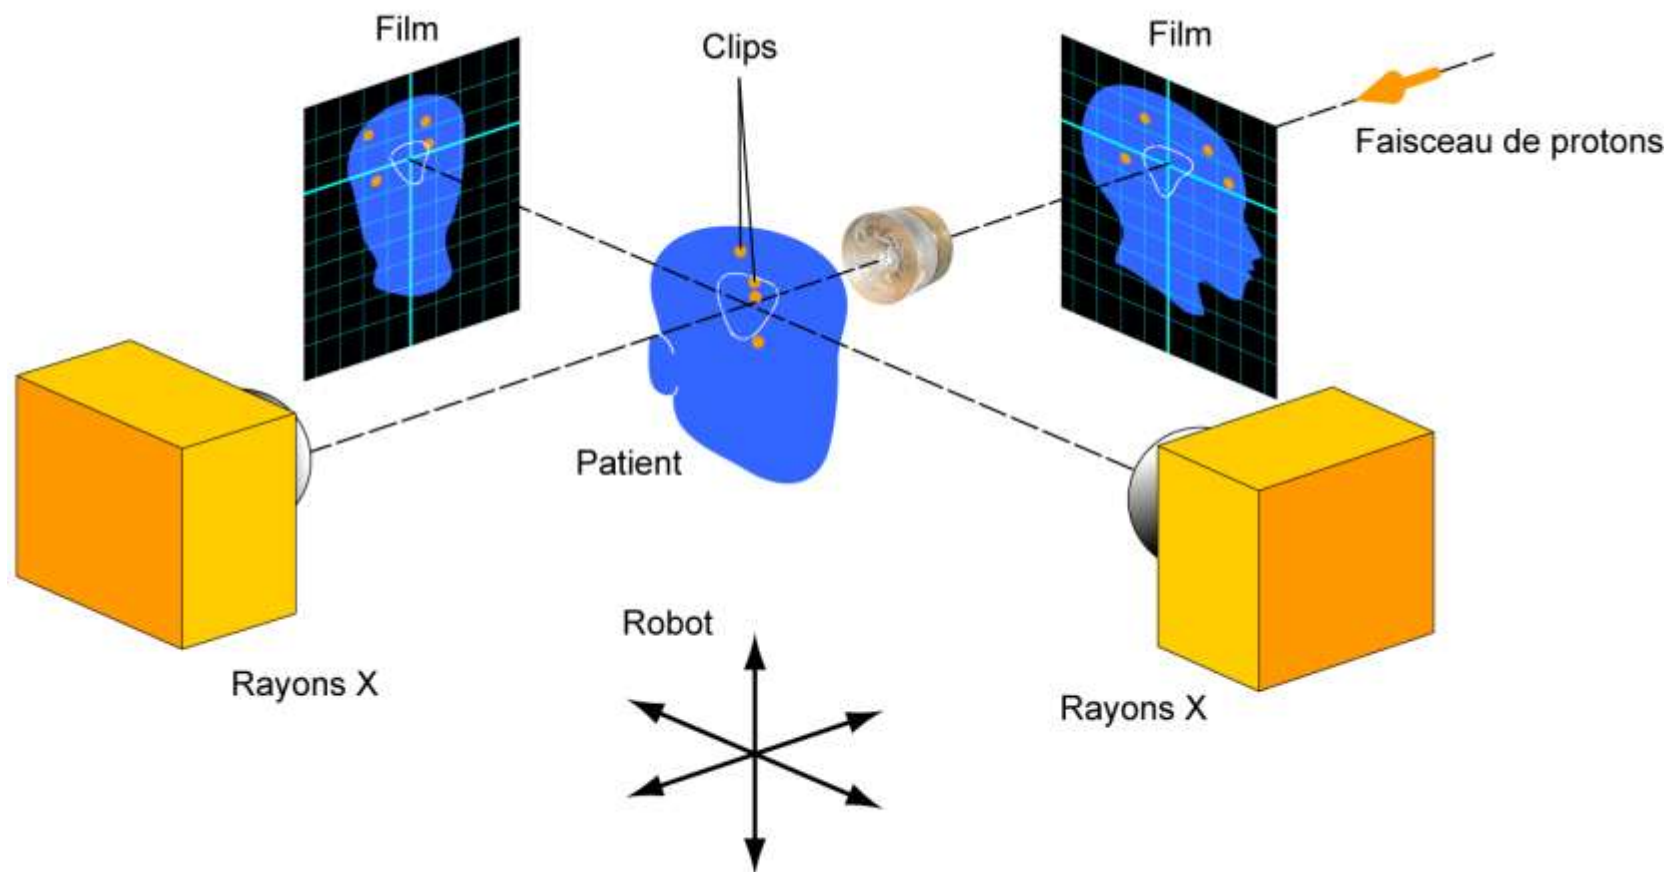 Film
Clips
Film
Faisceau de protons
Patient
Robot
Rayons X
Rayons X